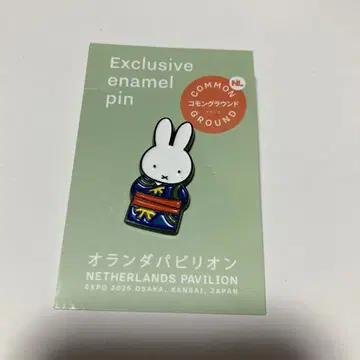 Exclusive
enamel
pin
NL
COMMON
コモングラウンド
GROUND
オランダパビリオン
NETHERLANDS PAVILION
EXPO 2025 OSAKA, KANSAI, JAPAN